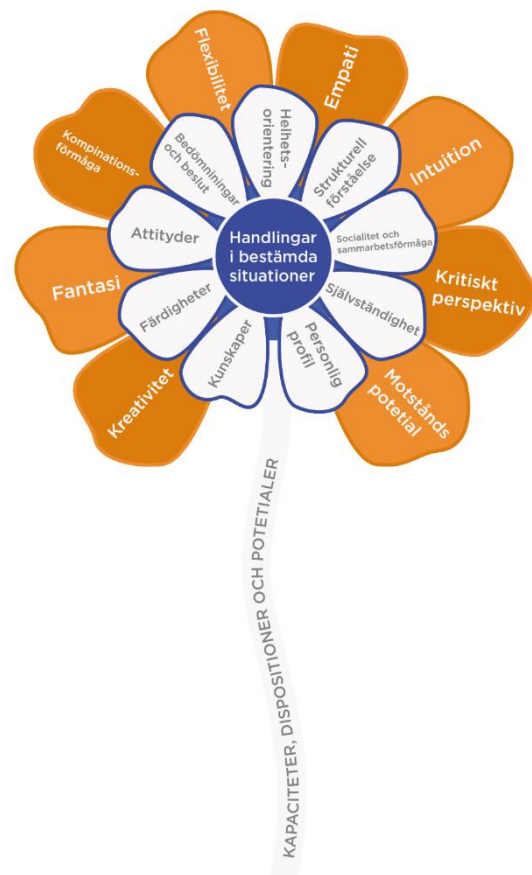 Flexibilitet
Empati
Intuition
Kritiskt
perspektiv
Motstånds
potetial
Kreativitet
Fantasi
Kompinations-
förmåga
Helhets-
orientering
Strukturell
förståelse
Socialitet och
sammarbetsförmåga
Självständighet
Personlig
profil
Kunskaper
Färdigheter
Attityder
Bedömniningar
och beslut
Handlingar
i bestämda
situationer
KAPACITETER, DISPOSITIONER OCH POTETIALER